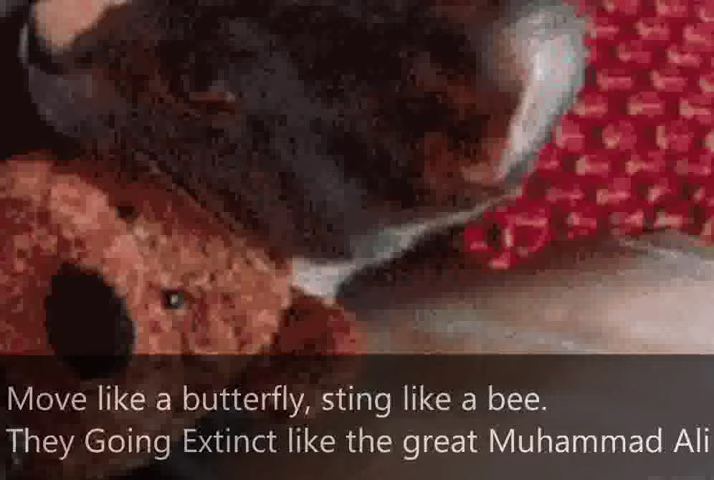 Move like a butterfly, sting like a bee.
They Going Extinct like the great Muhammad Ali